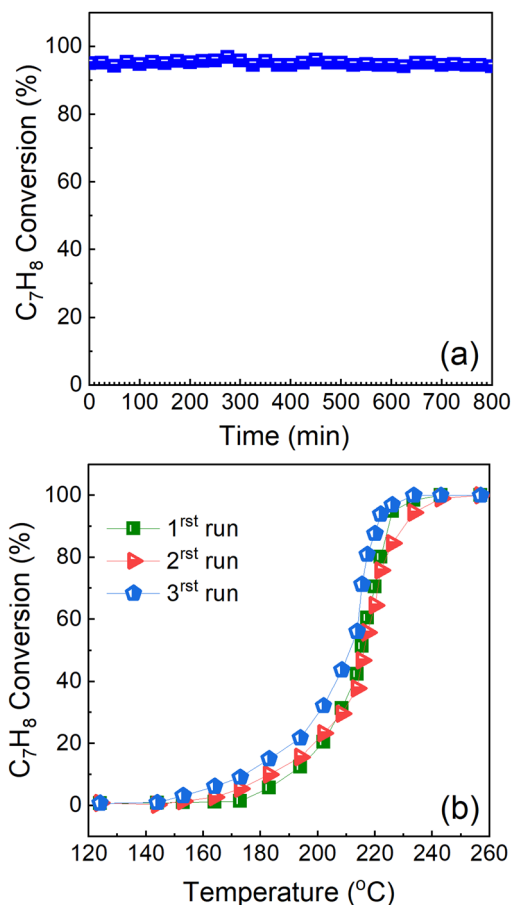 100
80
60
40
20
0
C₇H₈ Conversion (%)
(a)
0 100 200 300 400 500 600 700 800
Time (min)
100
80
60
40
20
0
C₇H₈ Conversion (%)
1ʳˢᵗ run
2ʳˢᵗ run
3ʳˢᵗ run
(b)
120 140 160 180 200 220 240 260
Temperature (ᵒC)